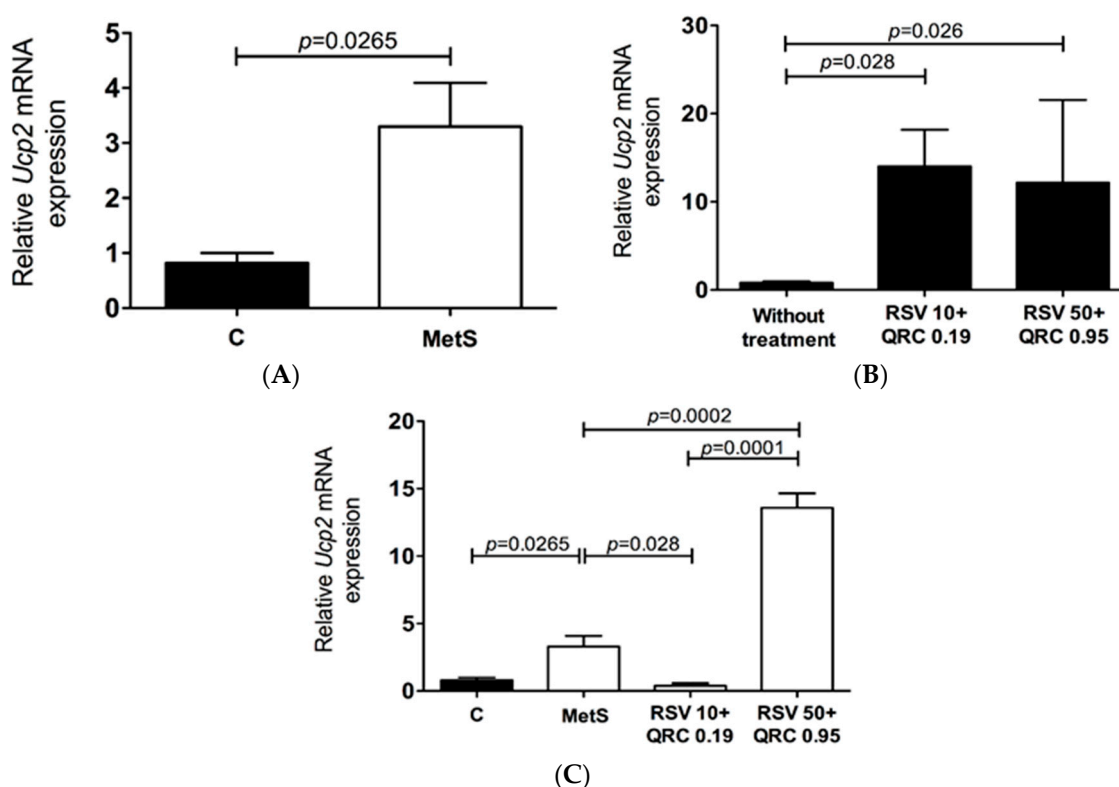 Relative Ucp2 mRNA
expression
5
4
3
2
1
0
p=0.0265
C
MetS
(A)
Relative Ucp2 mRNA
expression
30
20
10
0
p=0.026
p=0.028
Without
treatment
RSV 10+
QRC 0.19
RSV 50+
QRC 0.95
(B)
Relative Ucp2 mRNA
expression
20
15
10
5
0
p=0.0002
p=0.0001
p=0.0265
p=0.028
C
MetS
RSV 10+
QRC 0.19
RSV 50+
QRC 0.95
(C)